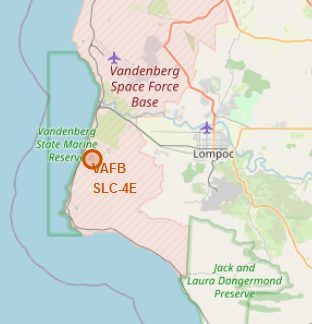 Vandenberg
Space Force
Base
Vandenberg
State Marine
Reserve
VAFB
SLC-4E
Lompoc
Jack and
Laura Dangermond
Preserve